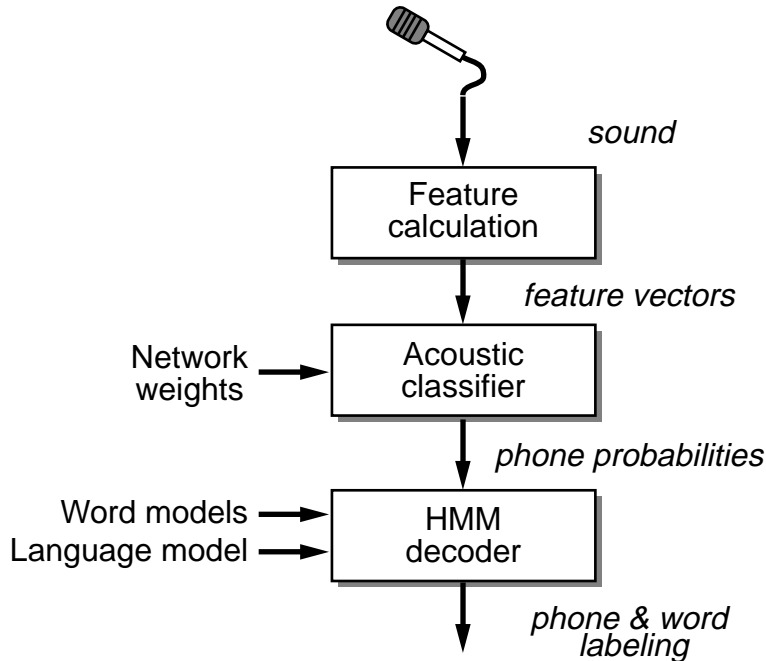 sound
Feature
calculation
feature vectors
Network
weights
Acoustic
classifier
phone probabilities
Word models
Language model
HMM
decoder
phone & word
labeling